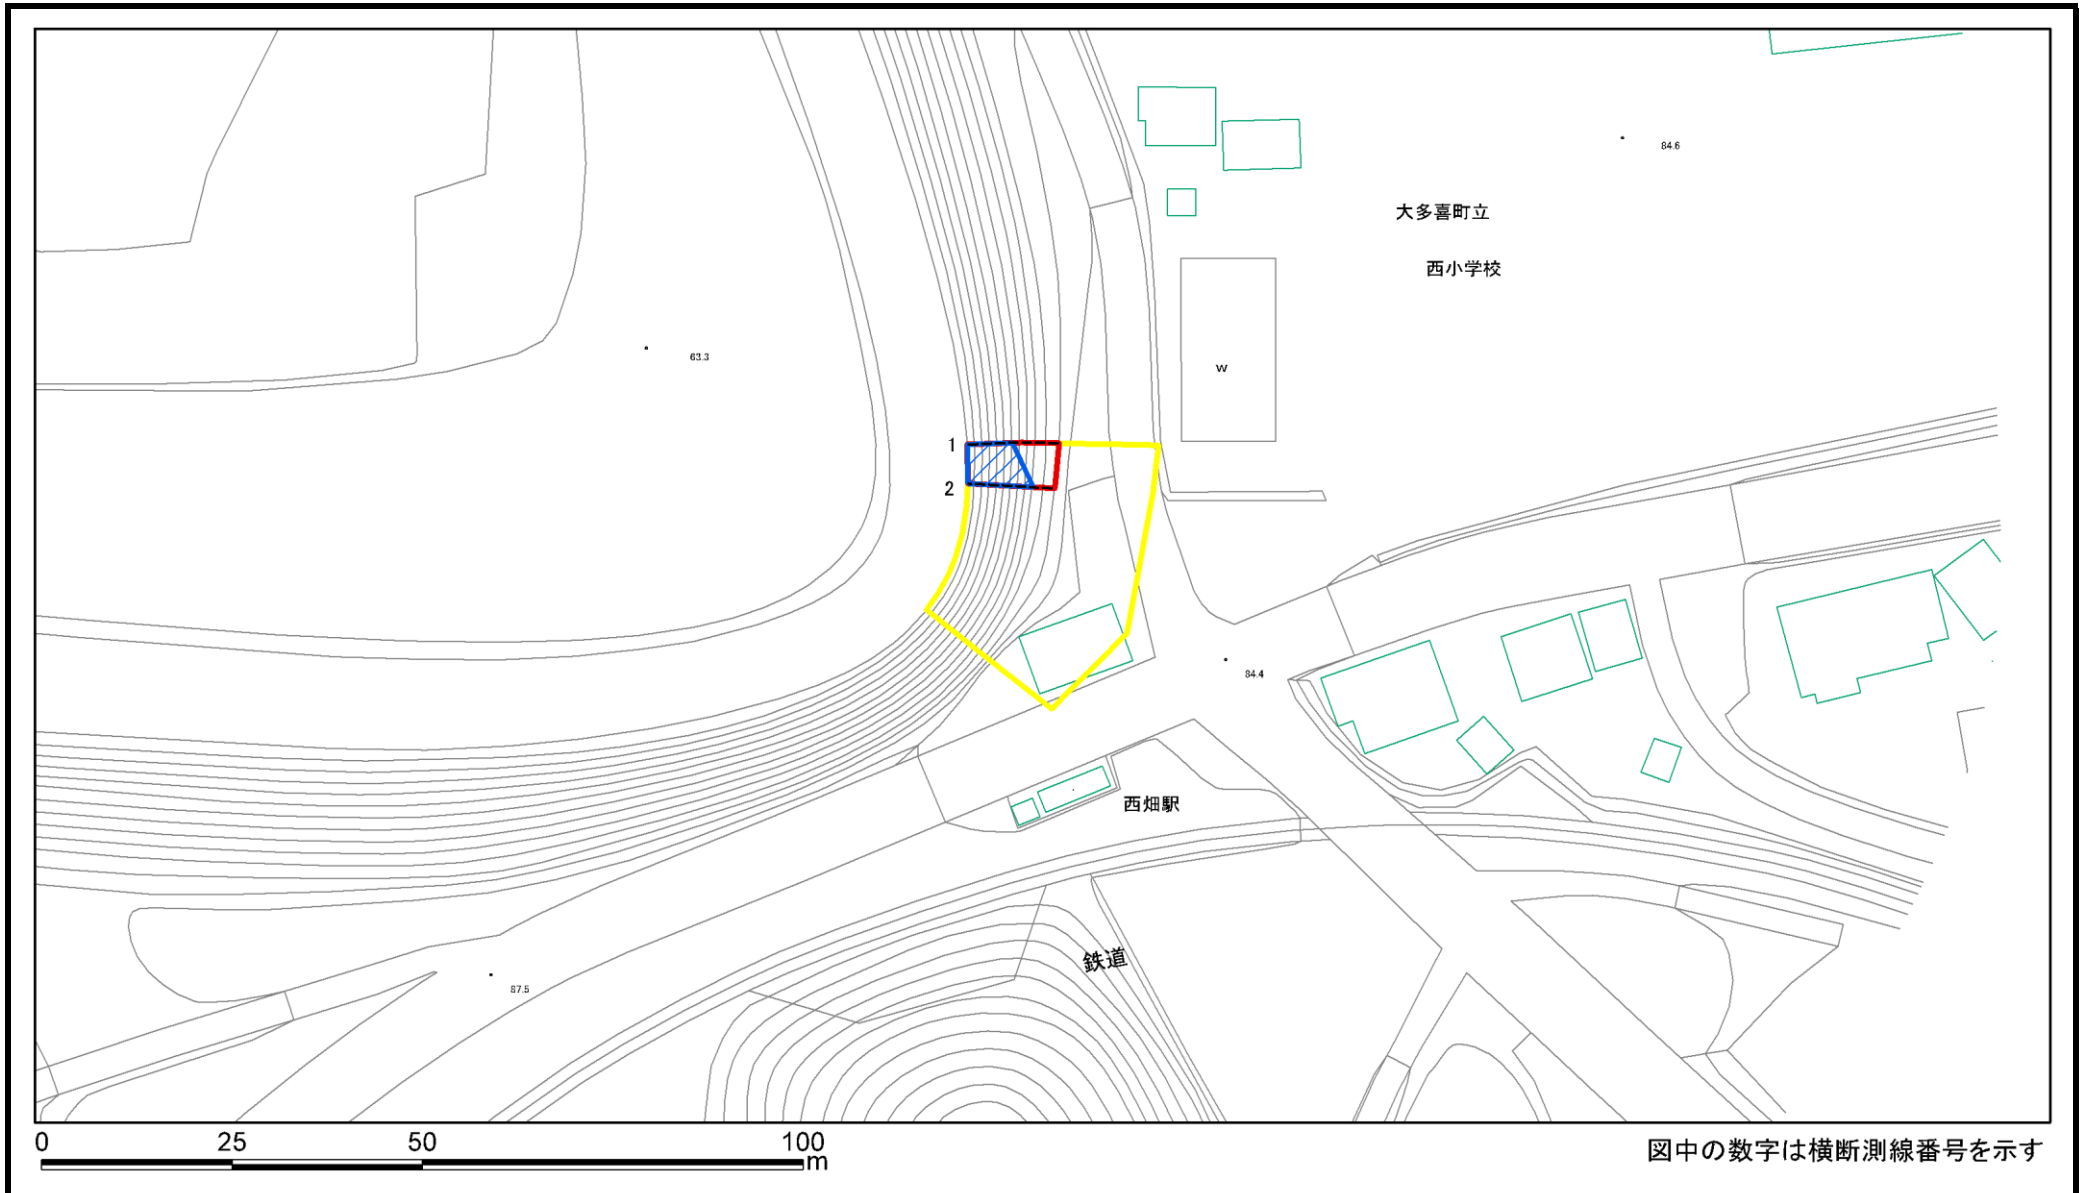 84.6
大多喜町立
西小学校
63.3
w
1
2
84.4
西畑駅
鉄道
87.5
0 25 50 100
m
図中の数字は横断測線番号を示す